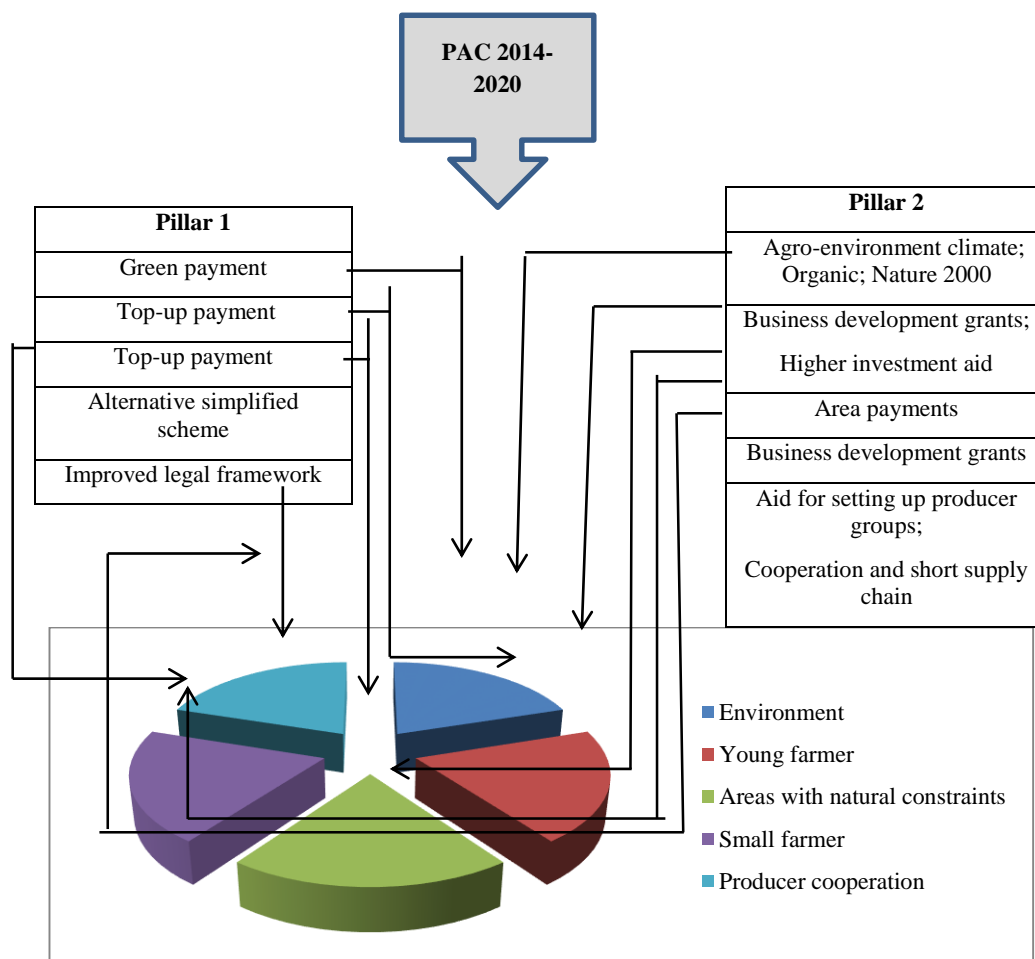 PAC 2014-
2020
Pillar 1
Green payment
Top-up payment
Top-up payment
Alternative simplified
scheme
Improved legal framework
Pillar 2
Agro-environment climate;
Organic; Nature 2000
Business development grants;
Higher investment aid
Area payments
Business development grants
Aid for setting up producer
groups;
Cooperation and short supply
chain
Environment
Young farmer
Areas with natural constraints
Small farmer
Producer cooperation